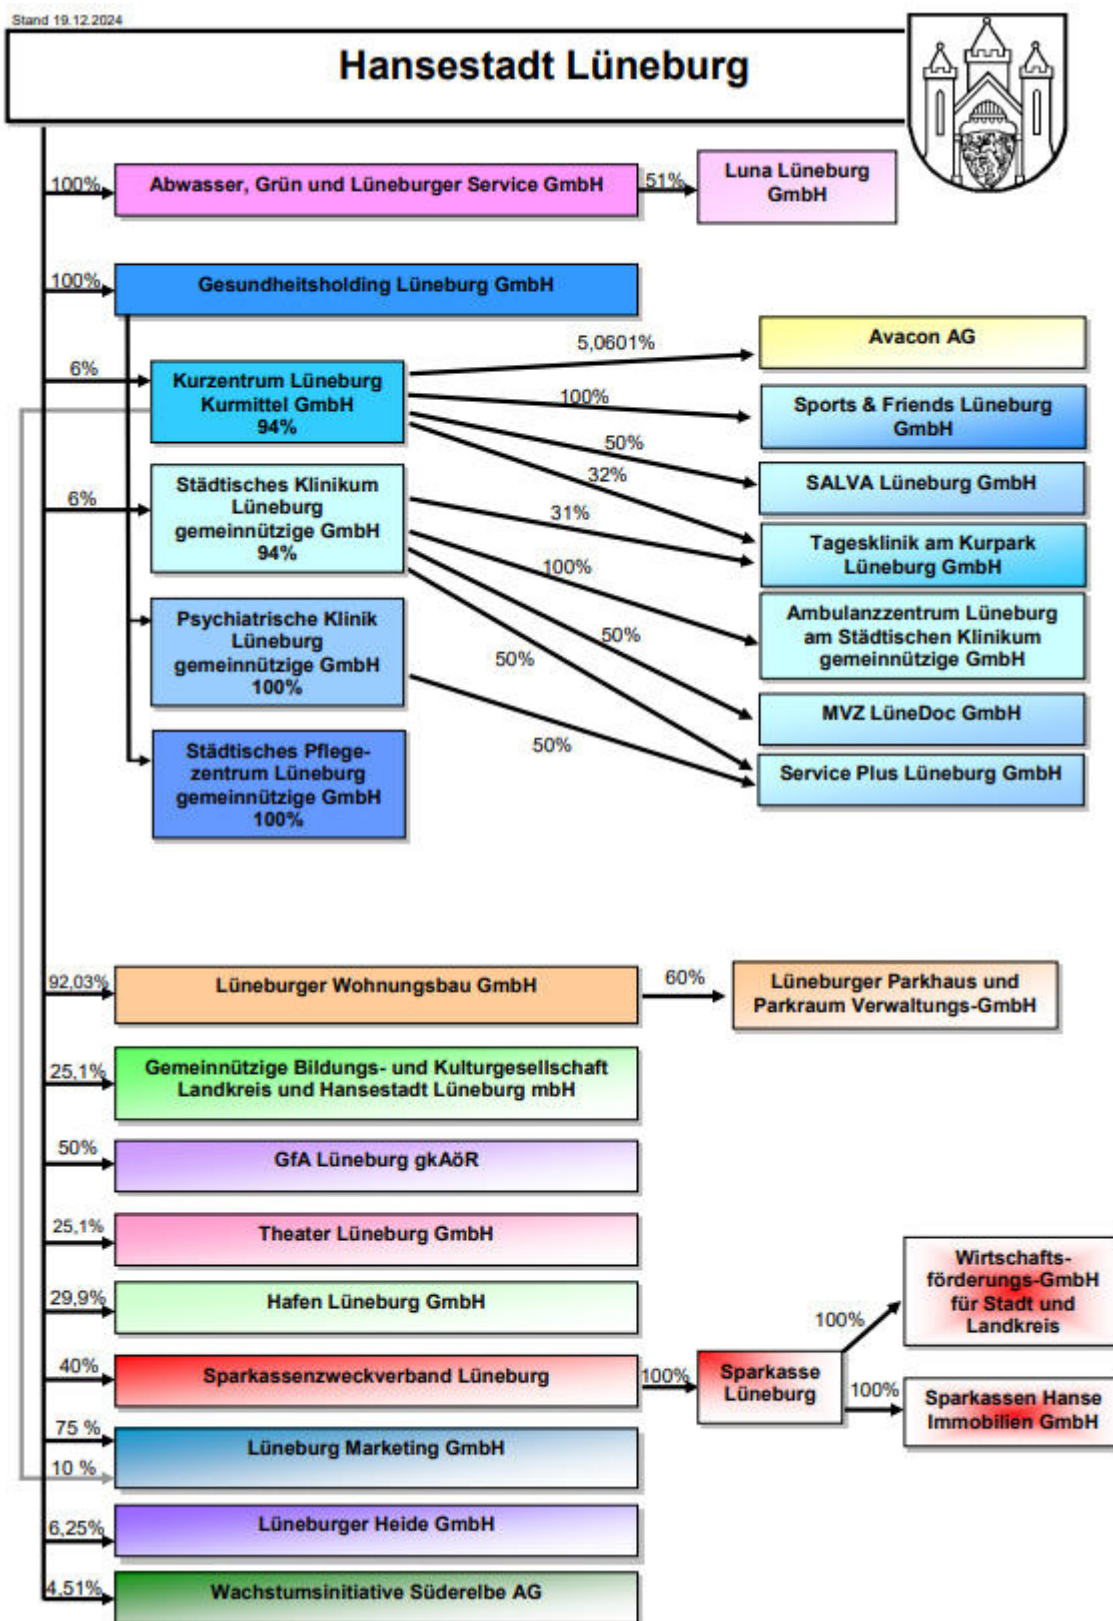 Stand 19.12.2024
Hansestadt Lüneburg
100%
Abwasser, Grün und Lüneburger Service GmbH
51%
Luna Lüneburg
GmbH
100%
Gesundheitsholding Lüneburg GmbH
6%
Kurzentrum Lüneburg
Kurmittel GmbH
94%
5,0601%
Avacon AG
100%
Sports & Friends Lüneburg
GmbH
50%
SALVA Lüneburg GmbH
32%
6%
Städtisches Klinikum
Lüneburg
gemeinnützige GmbH
94%
31%
Tagesklinik am Kurpark
Lüneburg GmbH
100%
Ambulanzzentrum Lüneburg
am Städtischen Klinikum
gemeinnützige GmbH
50%
MVZ LüneDoc GmbH
50%
Psychiatrische Klinik
Lüneburg
gemeinnützige GmbH
100%
50%
Service Plus Lüneburg GmbH
Städtisches Pflege-
zentrum Lüneburg
gemeinnützige GmbH
100%
92,03%
Lüneburger Wohnungsbau GmbH
60%
Lüneburger Parkhaus und
Parkraum Verwaltungs-GmbH
25,1%
Gemeinnützige Bildungs- und Kulturgesellschaft
Landkreis und Hansestadt Lüneburg mbH
50%
GfA Lüneburg gkAöR
25,1%
Theater Lüneburg GmbH
29,9%
Hafen Lüneburg GmbH
40%
Sparkassenzweckverband Lüneburg
100%
Sparkasse
Lüneburg
100%
Wirtschafts-
förderungs-GmbH
für Stadt und
Landkreis
100%
Sparkassen Hanse
Immobilien GmbH
75 %
Lüneburg Marketing GmbH
10 %
6,25%
Lüneburger Heide GmbH
4,51%
Wachstumsinitiative Süderelbe AG